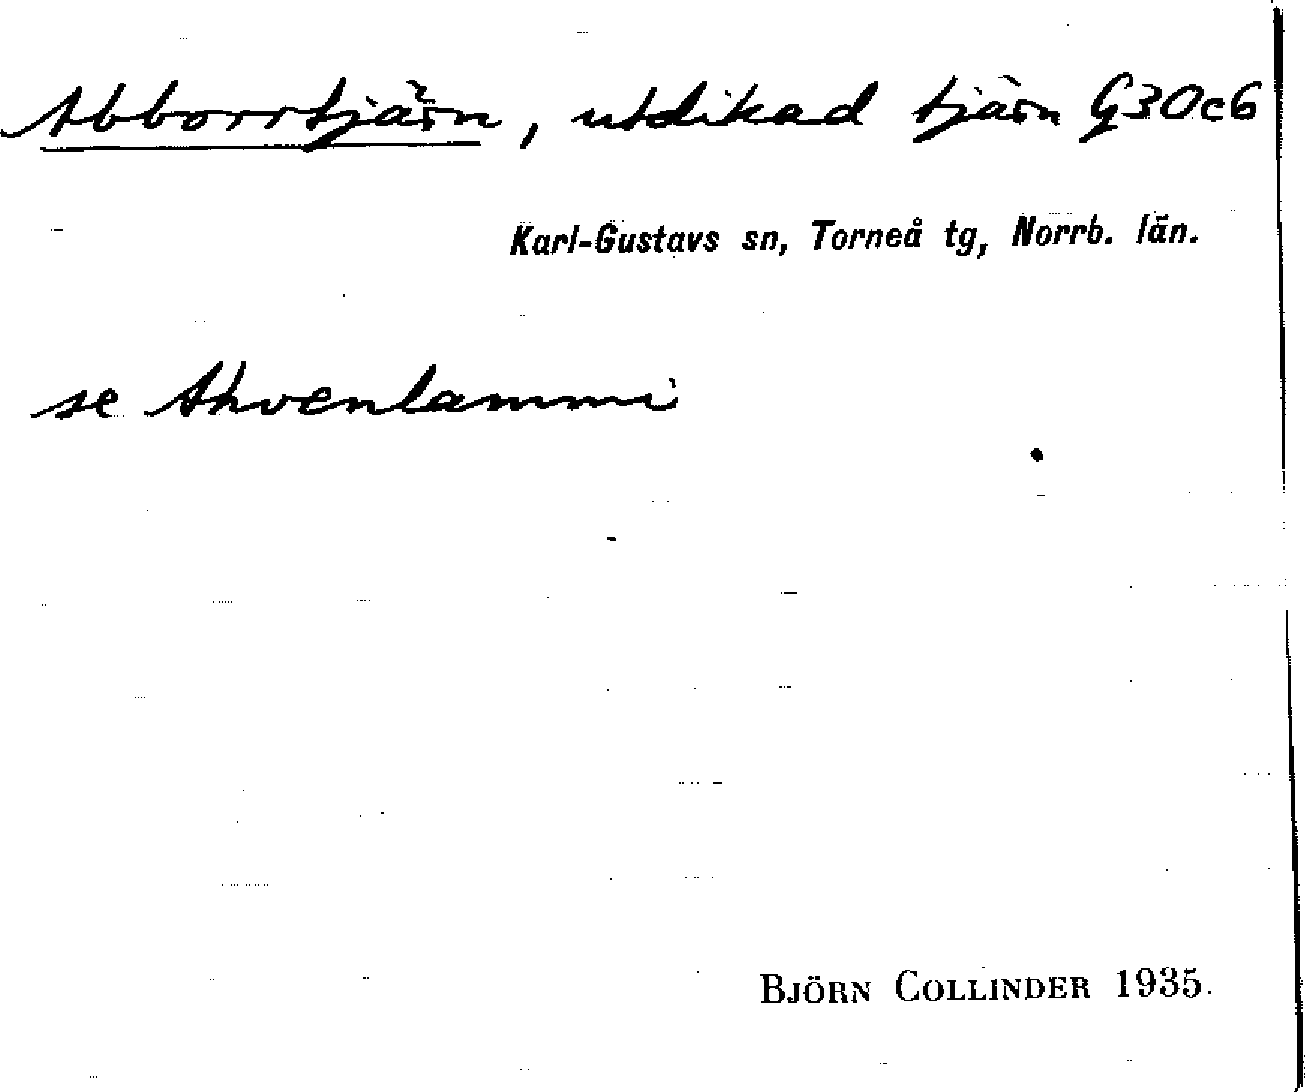 Abborrtjärn, utdikad tjärn G30c6
Karl-Gustavs sn, Torneå tg, Norrb. län.
se Ahvenlammi
BJÖRN COLLINDER 1935.